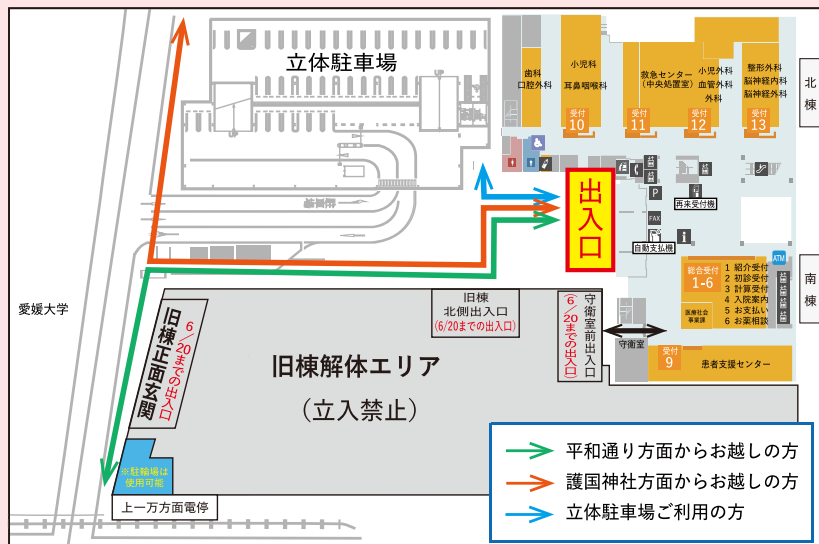 立体駐車場
駐車場
歯科
口腔外科
小児科
耳鼻咽喉科
受付
10
救急センター
(中央処置室)
受付
11
小児外科
血管外科
外科
受付
12
整形外科
脳神経内科
脳神経外科
受付
13
北棟
P
FAX
再来受付機
自動支払機
出入口
ATM
総合受付
1-6
1 紹介受付
2 初診受付
3 計算受付
4 入院案内
5 お支払い
6 お薬相談
医療社会
事業課
南棟
守衛室
受付
9
患者支援センター
愛媛大学
旧棟
北側出入口
(6/20までの出入口)
守衛室前出入口
(6/20までの出入口)
旧棟正面玄関
6/20までの出入口
旧棟解体エリア
(立入禁止)
※駐輪場は
使用可能
上一万方面電停
平和通り方面からお越しの方
護国神社方面からお越しの方
立体駐車場ご利用の方